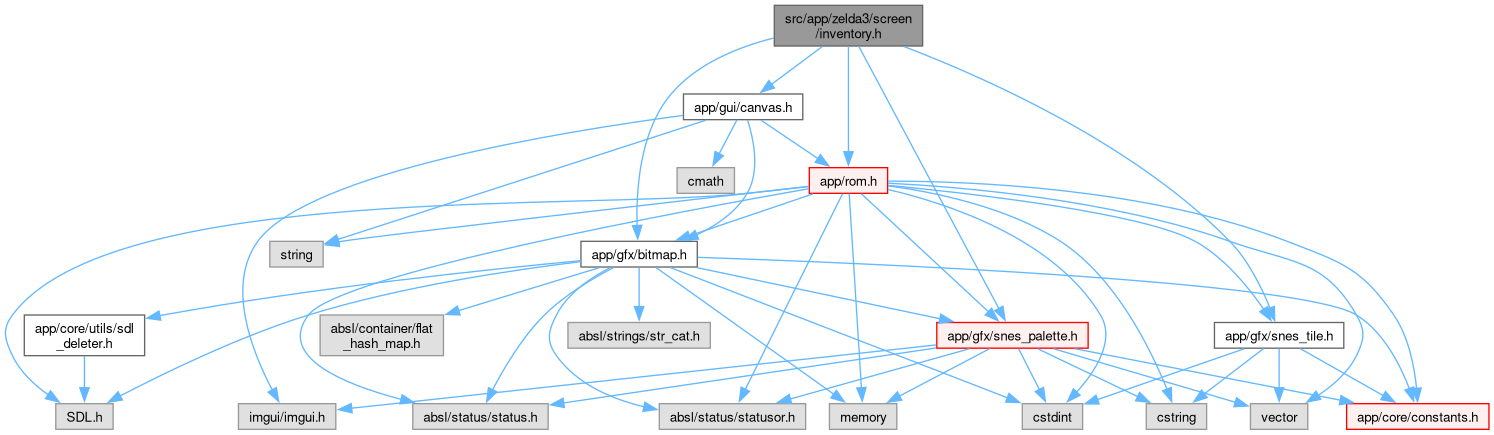 src/app/zelda3/screen
/inventory.h
app/gui/canvas.h
cmath
app/rom.h
string
app/gfx/bitmap.h
app/core/utils/sdl
_deleter.h
absl/container/flat
_hash_map.h
absl/strings/str_cat.h
app/gfx/snes_palette.h
app/gfx/snes_tile.h
SDL.h
imgui/imgui.h
absl/status/status.h
absl/status/statusor.h
memory
cstdint
cstring
vector
app/core/constants.h